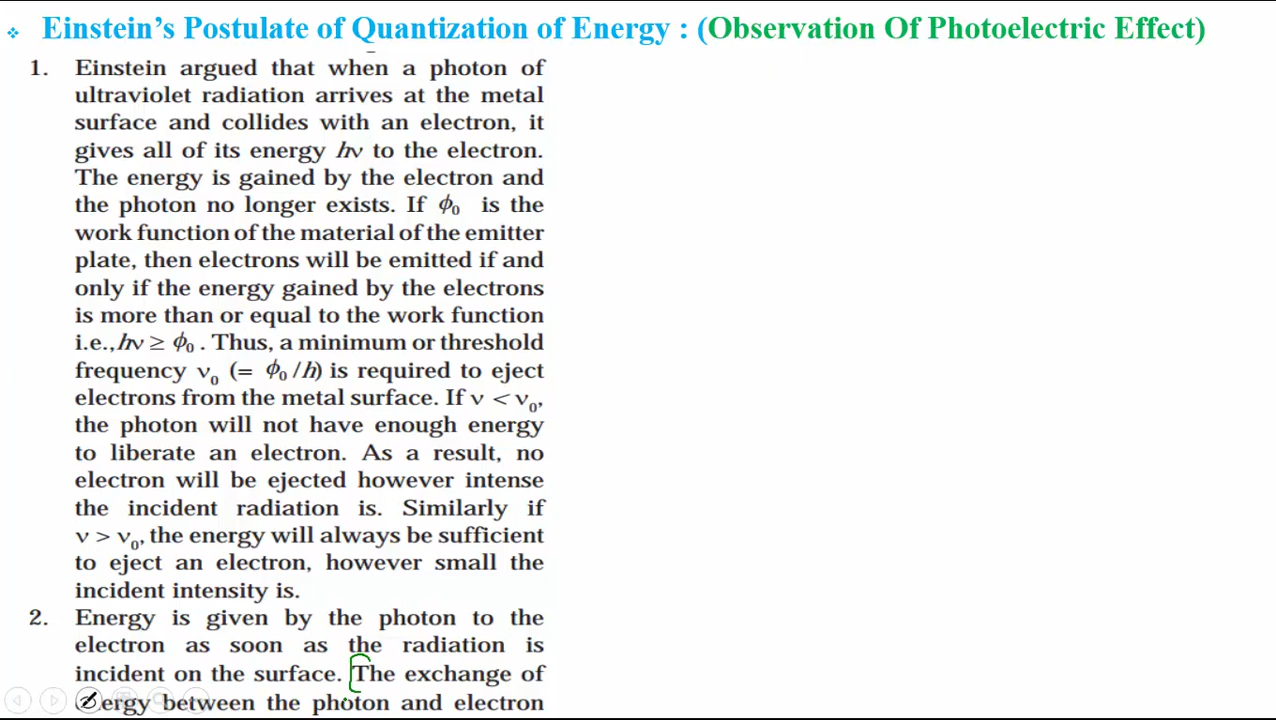 Einstein's Postulate of Quantization of Energy : (Observation Of Photoelectric Effect)
1. Einstein argued that when a photon of
ultraviolet radiation arrives at the metal
surface and collides with an electron, it
gives all of its energy hν to the electron.
The energy is gained by the electron and
the photon no longer exists. If ϕ₀ is the
work function of the material of the emitter
plate, then electrons will be emitted if and
only if the energy gained by the electrons
is more than or equal to the work function
i.e., hν ≥ ϕ₀ . Thus, a minimum or threshold
frequency ν₀ (= ϕ₀ /h) is required to eject
electrons from the metal surface. If ν < ν₀,
the photon will not have enough energy
to liberate an electron. As a result, no
electron will be ejected however intense
the incident radiation is. Similarly if
ν > ν₀, the energy will always be sufficient
to eject an electron, however small the
incident intensity is.
2. Energy is given by the photon to the
electron as soon as the radiation is
incident on the surface. The exchange of
between the photon and electron